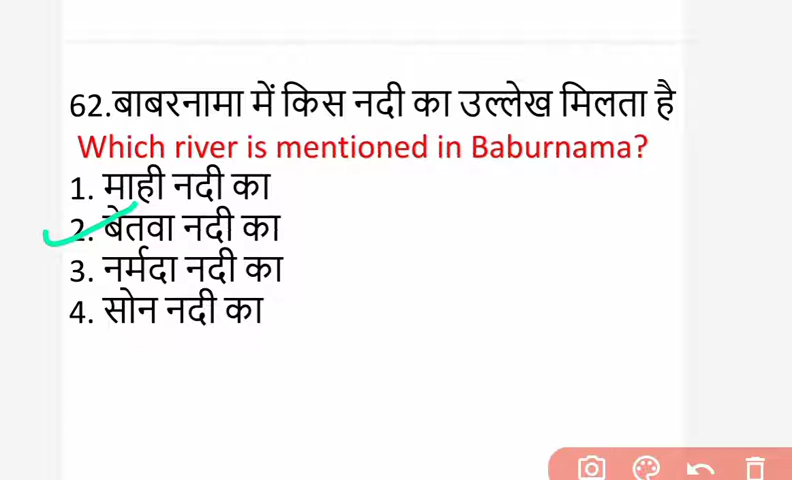 62.बाबरनामा में किस नदी का उल्लेख मिलता है
Which river is mentioned in Baburnama?
1. माही नदी का
2. बेतवा नदी का
3. नर्मदा नदी का
4. सोन नदी का